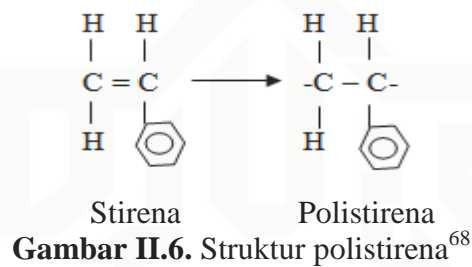 H H H H
C = C -C – C-
H H
Stirena Polistirena
Gambar II.6. Struktur polistirena68